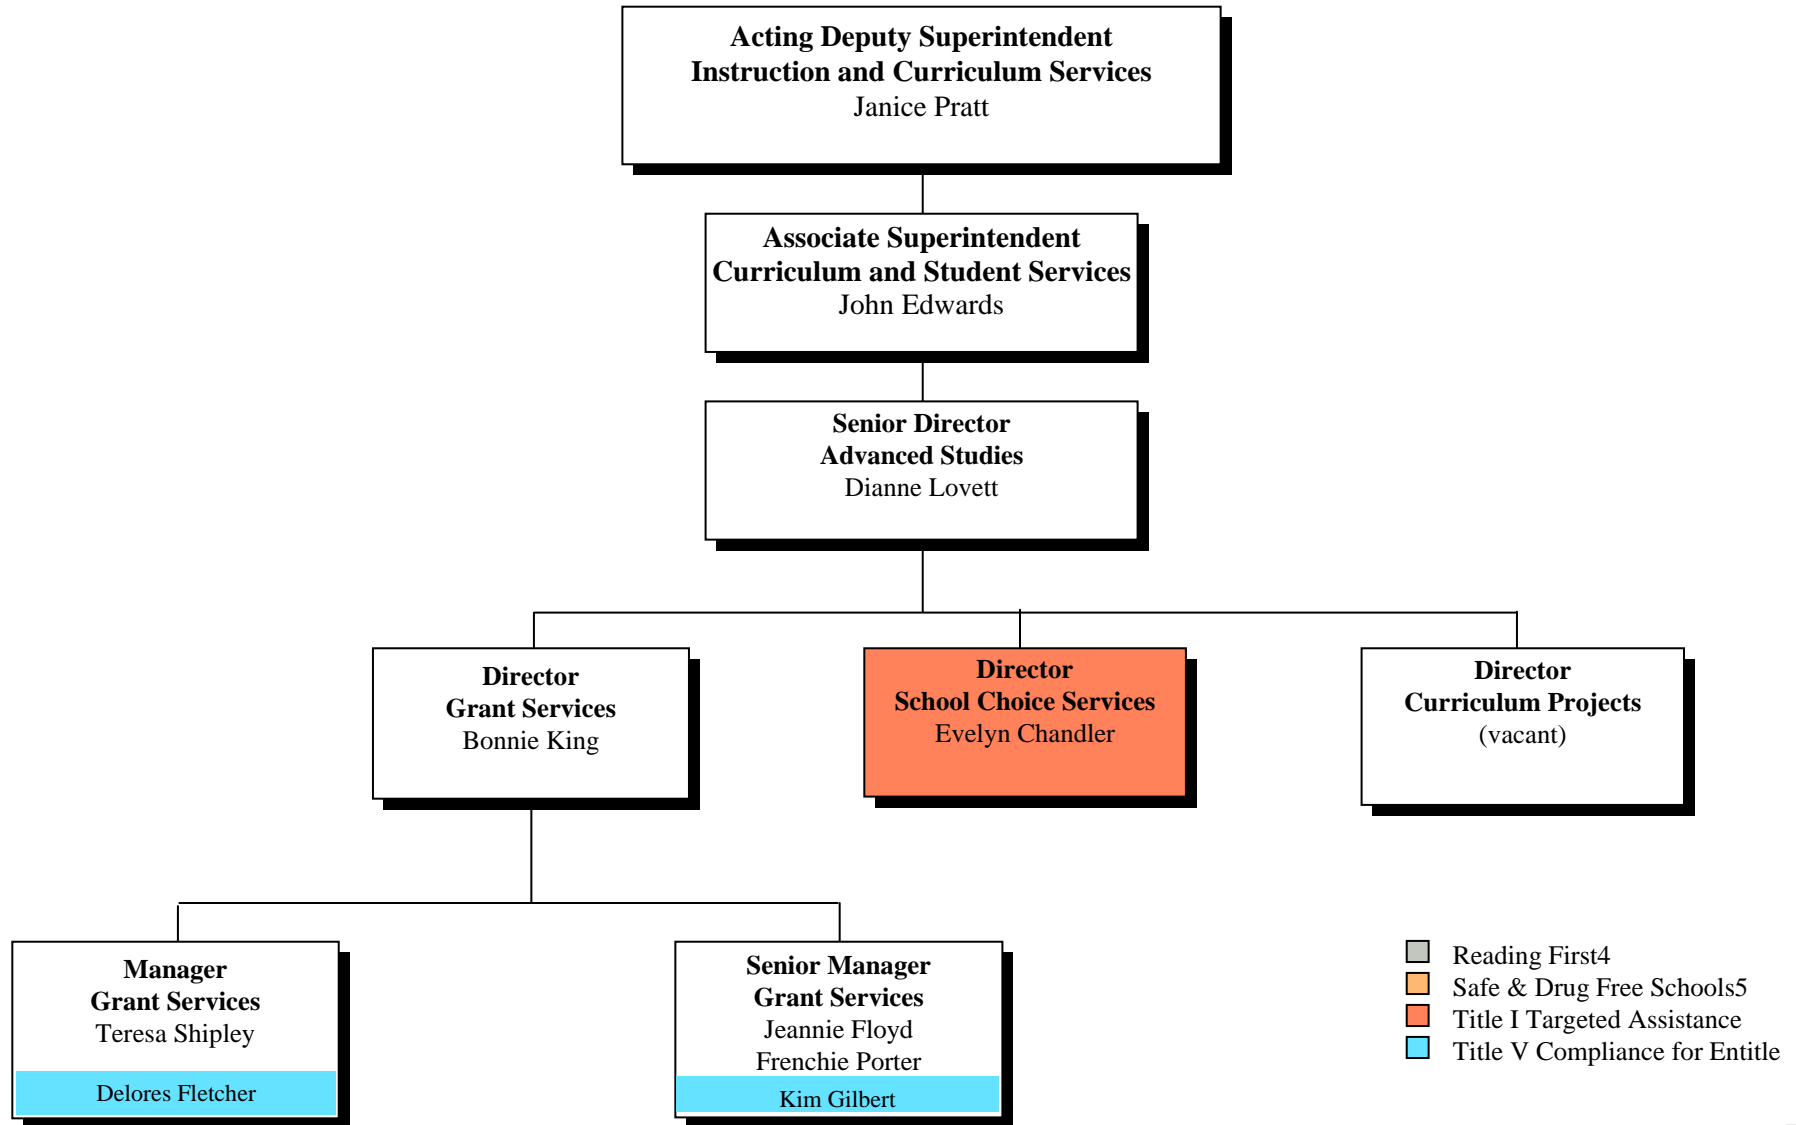 Acting Deputy Superintendent
Instruction and Curriculum Services
Janice Pratt
Associate Superintendent
Curriculum and Student Services
John Edwards
Senior Director
Advanced Studies
Dianne Lovett
Director
Grant Services
Bonnie King
Director
School Choice Services
Evelyn Chandler
Director
Curriculum Projects
(vacant)
Manager
Grant Services
Teresa Shipley
Delores Fletcher
Senior Manager
Grant Services
Jeannie Floyd
Frenchie Porter
Kim Gilbert
Reading First4
Safe & Drug Free Schools5
Title I Targeted Assistance
Title V Compliance for Entitle